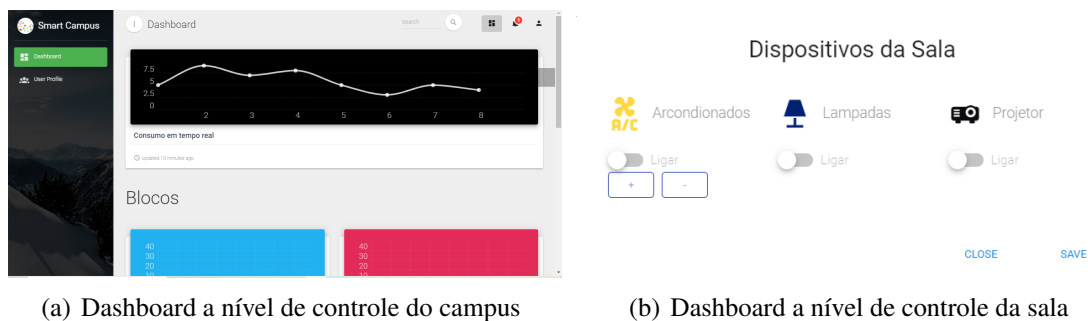 Smart Campus
Dashboard
User Profile
Dashboard
Search
2
7.5
5
2.5
0
2 3 4 5 6 7 8
Consumo em tempo real
updated 10 minutes ago
Blocos
40
30
20
10
40
30
20
10
(a) Dashboard a nível de controle do campus
Dispositivos da Sala
A/C
Arcondionados
Lampadas
Projetor
Ligar
Ligar
Ligar
+ -
CLOSE SAVE
(b) Dashboard a nível de controle da sala